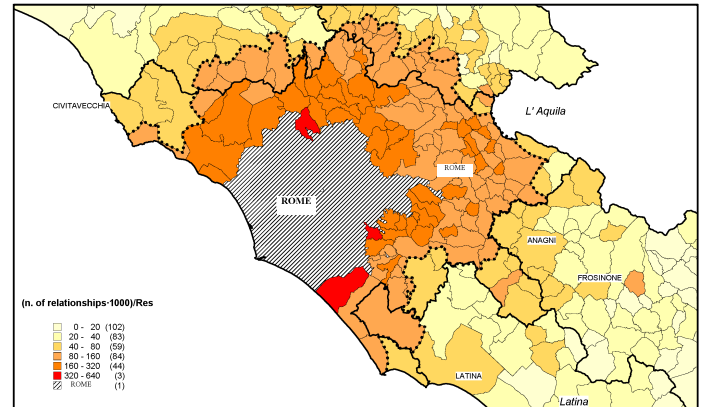 CIVITAVECCHIA
L' Aquila
ROME
ROME
ANAGNI
FROSINONE
(n. of relationships·1000)/Res
0 - 20 (102)
20 - 40 (83)
40 - 80 (59)
80 - 160 (84)
160 - 320 (44)
320 - 640 (3)
ROME (1)
LATINA
Latina